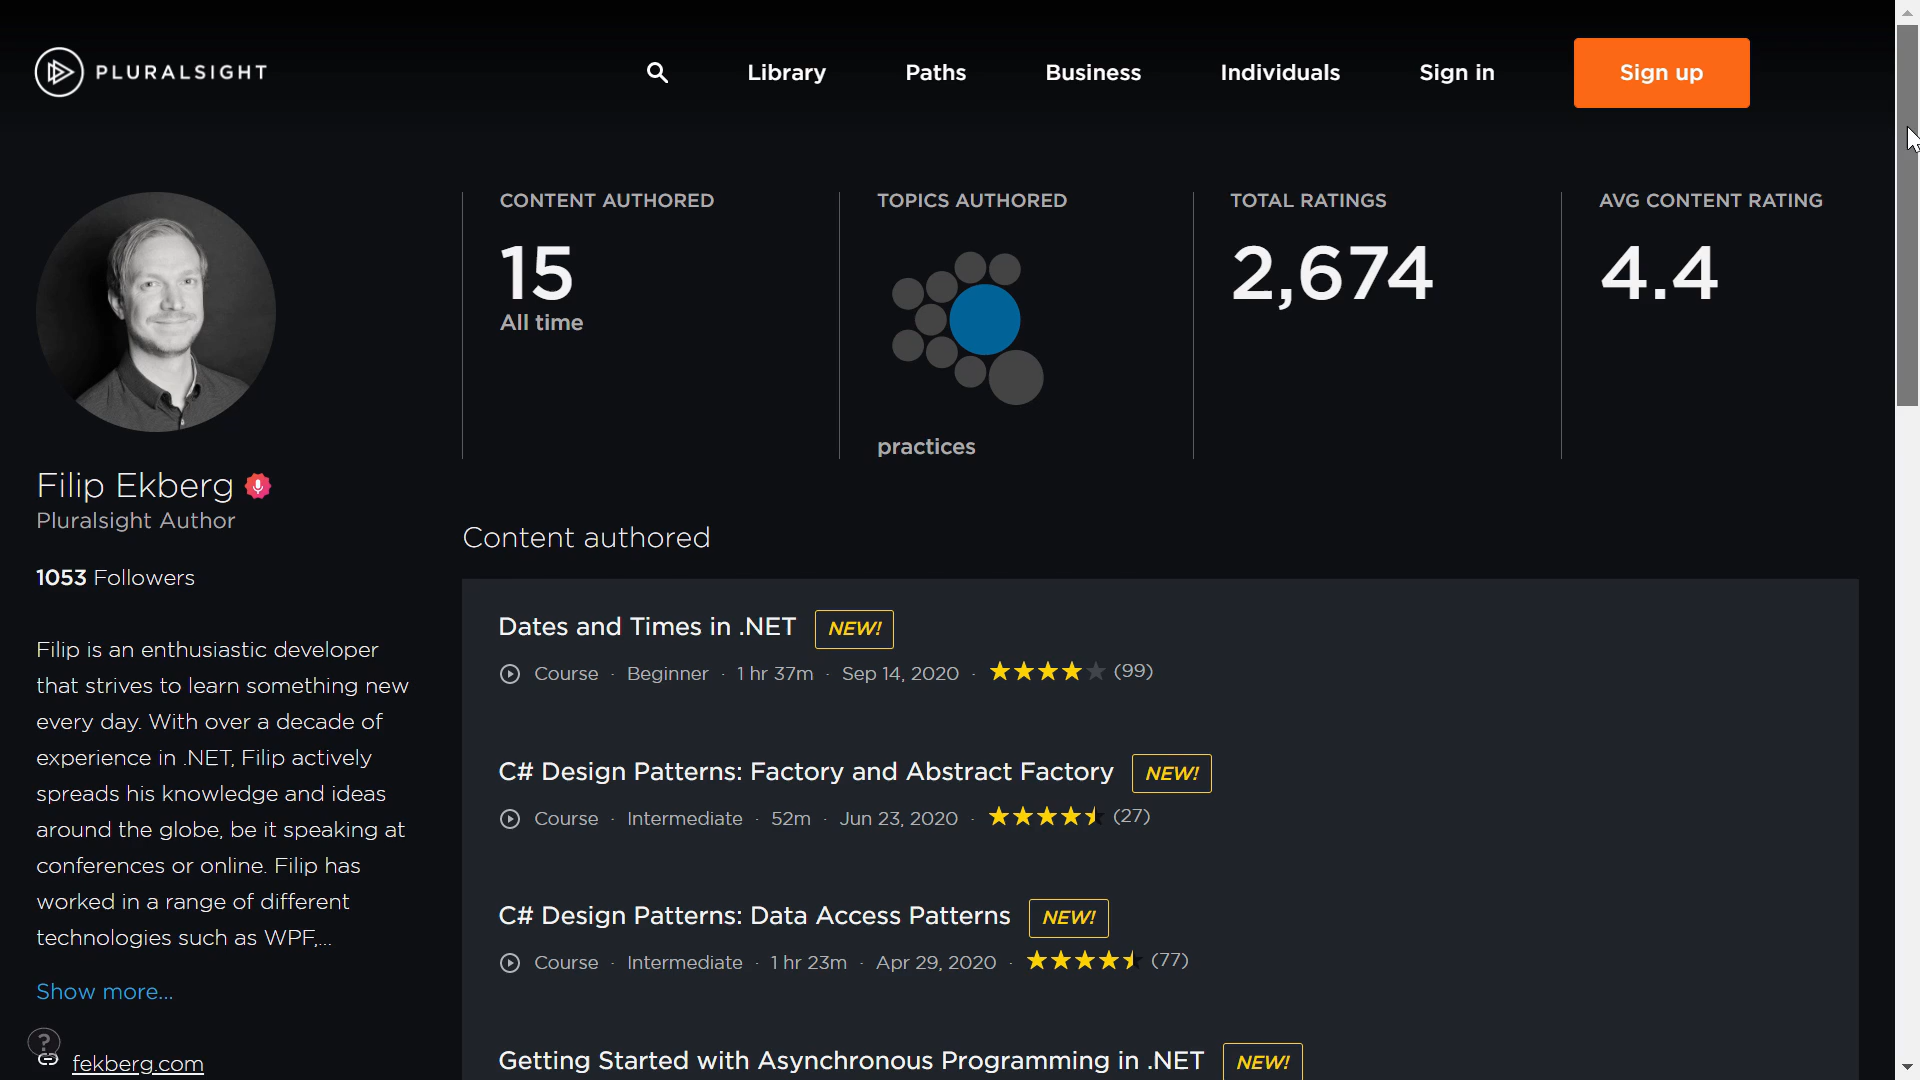 PLURALSIGHT
Library
Paths
Business
Individuals
Sign in
Sign up
CONTENT AUTHORED
15
All time
TOPICS AUTHORED
practices
TOTAL RATINGS
2,674
AVG CONTENT RATING
4.4
Filip Ekberg
Pluralsight Author
1053 Followers
Filip is an enthusiastic developer
that strives to learn something new
every day. With over a decade of
experience in .NET, Filip actively
spreads his knowledge and ideas
around the globe, be it speaking at
conferences or online. Filip has
worked in a range of different
technologies such as WPF,...
Show more...
?
fekberg.com
Content authored
Dates and Times in .NET NEW!
Course · Beginner · 1 hr 37m · Sep 14, 2020 · (99)
C# Design Patterns: Factory and Abstract Factory NEW!
Course · Intermediate · 52m · Jun 23, 2020 · (27)
C# Design Patterns: Data Access Patterns NEW!
Course · Intermediate · 1 hr 23m · Apr 29, 2020 · (77)
Getting Started with Asynchronous Programming in .NET NEW!